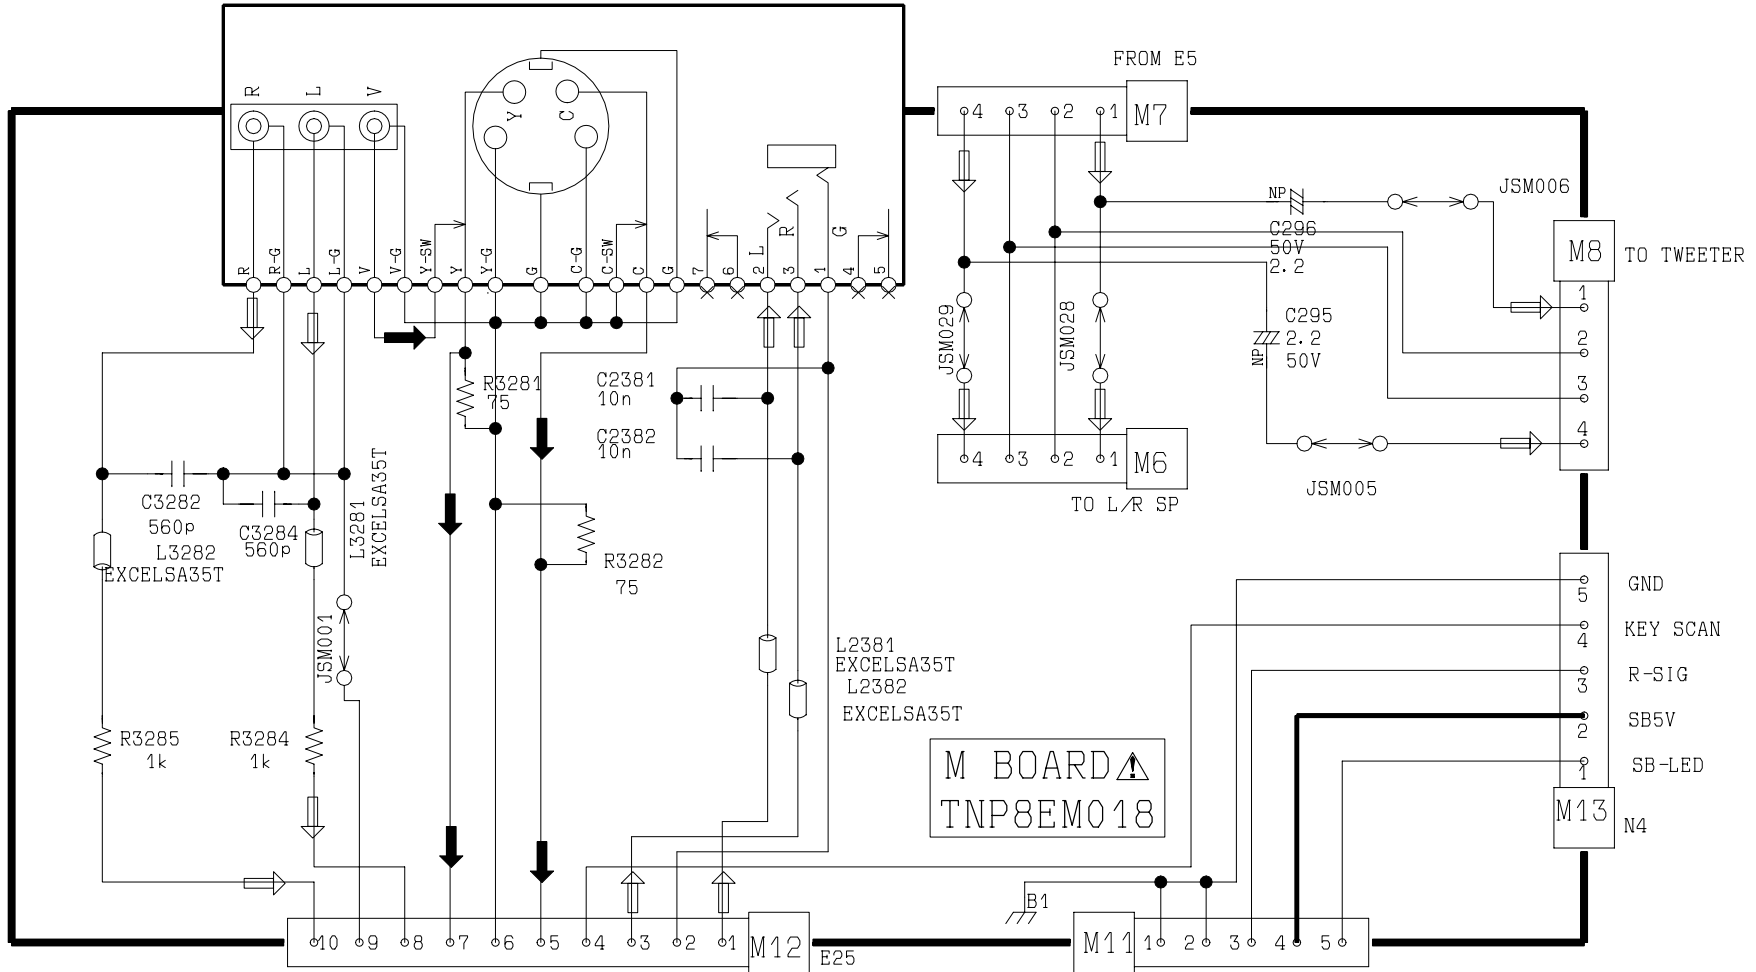 FROM E5
R
L
V
Y
C
4
3
2
1
M7
JSM006
NP
C296
50V
2.2
M8
TO TWEETER
R
R-G
L
L-G
V
V-G
Y-SW
Y
Y-G
G
C-G
C-SW
C
G
7
6
2
L
3
R
1
G
4
5
1
2
3
4
JSM029
JSM028
C295
2.2
50V
NP
R3281
75
C2381
10n
C2382
10n
4
3
2
1
M6
TO L/R SP
JSM005
C3282
560p
C3284
560p
L3281
EXCELSA35T
L3282
EXCELSA35T
R3282
75
JSM001
L2381
EXCELSA35T
L2382
EXCELSA35T
5
GND
4
KEY SCAN
3
R-SIG
2
SB5V
1
SB-LED
M13
N4
R3285
1k
R3284
1k
M BOARD
TNP8EM018
B1
10
9
8
7
6
5
4
3
2
1
M12
E25
M11
1
2
3
4
5